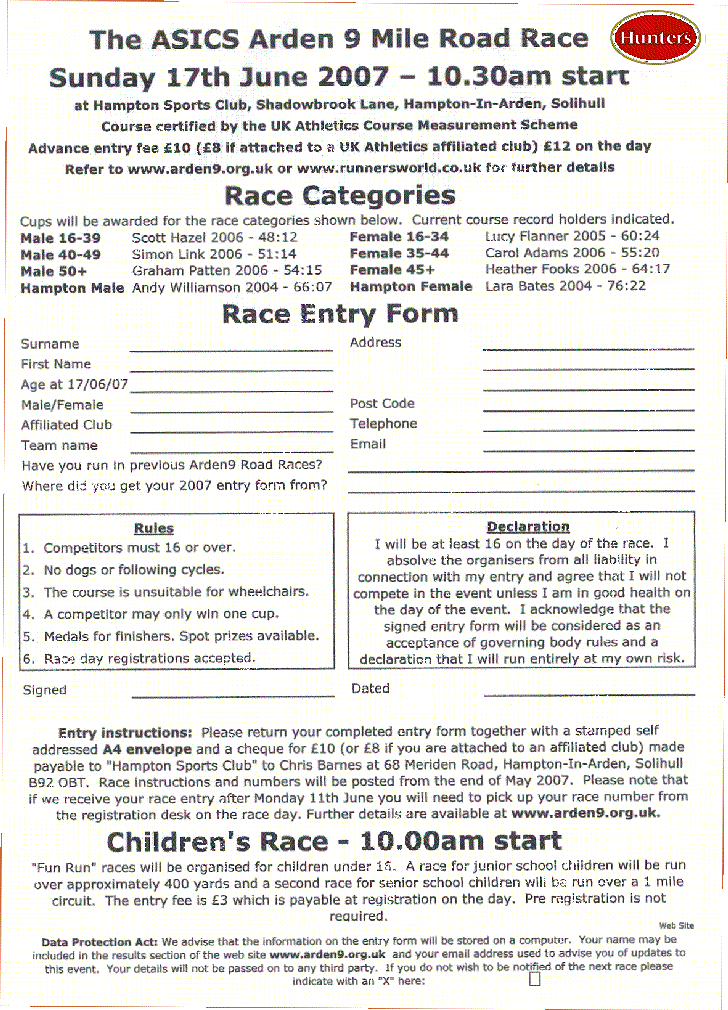 The ASICS Arden 9 Mile Road Race
Hunters
Sunday 17th June 2007 – 10.30am start
at Hampton Sports Club, Shadowbrook Lane, Hampton-In-Arden, Solihull
Course certified by the UK Athletics Course Measurement Scheme
Advance entry fee £10 (£8 if attached to a UK Athletics affiliated club) £12 on the day
Refer to www.arden9.org.uk or www.runnersworld.co.uk for further details
Race Categories
Cups will be awarded for the race categories shown below. Current course record holders indicated.
Male 16-39 Scott Hazel 2006 - 48:12 Female 16-34 Lucy Flanner 2005 - 60:24
Male 40-49 Simon Link 2006 - 51:14 Female 35-44 Carol Adams 2006 - 55:20
Male 50+ Graham Patten 2006 - 54:15 Female 45+ Heather Fooks 2006 - 64:17
Hampton Male Andy Williamson 2004 - 66:07 Hampton Female Lara Bates 2004 - 76:22
Race Entry Form
Surname Address
First Name
Age at 17/06/07
Male/Female Post Code
Affiliated Club Telephone
Team name Email
Have you run in previous Arden9 Road Races?
Where did you get your 2007 entry form from?
Rules
1. Competitors must 16 or over.
2. No dogs or following cycles.
3. The course is unsuitable for wheelchairs.
4. A competitor may only win one cup.
5. Medals for finishers. Spot prizes available.
6. Race day registrations accepted.
Declaration
I will be at least 16 on the day of the race. I
absolve the organisers from all liability in
connection with my entry and agree that I will not
compete in the event unless I am in good health on
the day of the event. I acknowledge that the
signed entry form will be considered as an
acceptance of governing body rules and a
declaration that I will run entirely at my own risk.
Signed Dated
Entry instructions: Please return your completed entry form together with a stamped self
addressed A4 envelope and a cheque for £10 (or £8 if you are attached to an affiliated club) made
payable to "Hampton Sports Club" to Chris Barnes at 68 Meriden Road, Hampton-In-Arden, Solihull
B92 OBT. Race instructions and numbers will be posted from the end of May 2007. Please note that
if we receive your race entry after Monday 11th June you will need to pick up your race number from
the registration desk on the race day. Further details are available at www.arden9.org.uk.
Children's Race - 10.00am start
"Fun Run" races will be organised for children under 16. A race for junior school children will be run
over approximately 400 yards and a second race for senior school children will be run over a 1 mile
circuit. The entry fee is £3 which is payable at registration on the day. Pre registration is not
required.
Web Site
Data Protection Act: We advise that the information on the entry form will be stored on a computer. Your name may be
included in the results section of the web site www.arden9.org.uk and your email address used to advise you of updates to
this event. Your details will not be passed on to any third party. If you do not wish to be notified of the next race please
indicate with an "X" here: